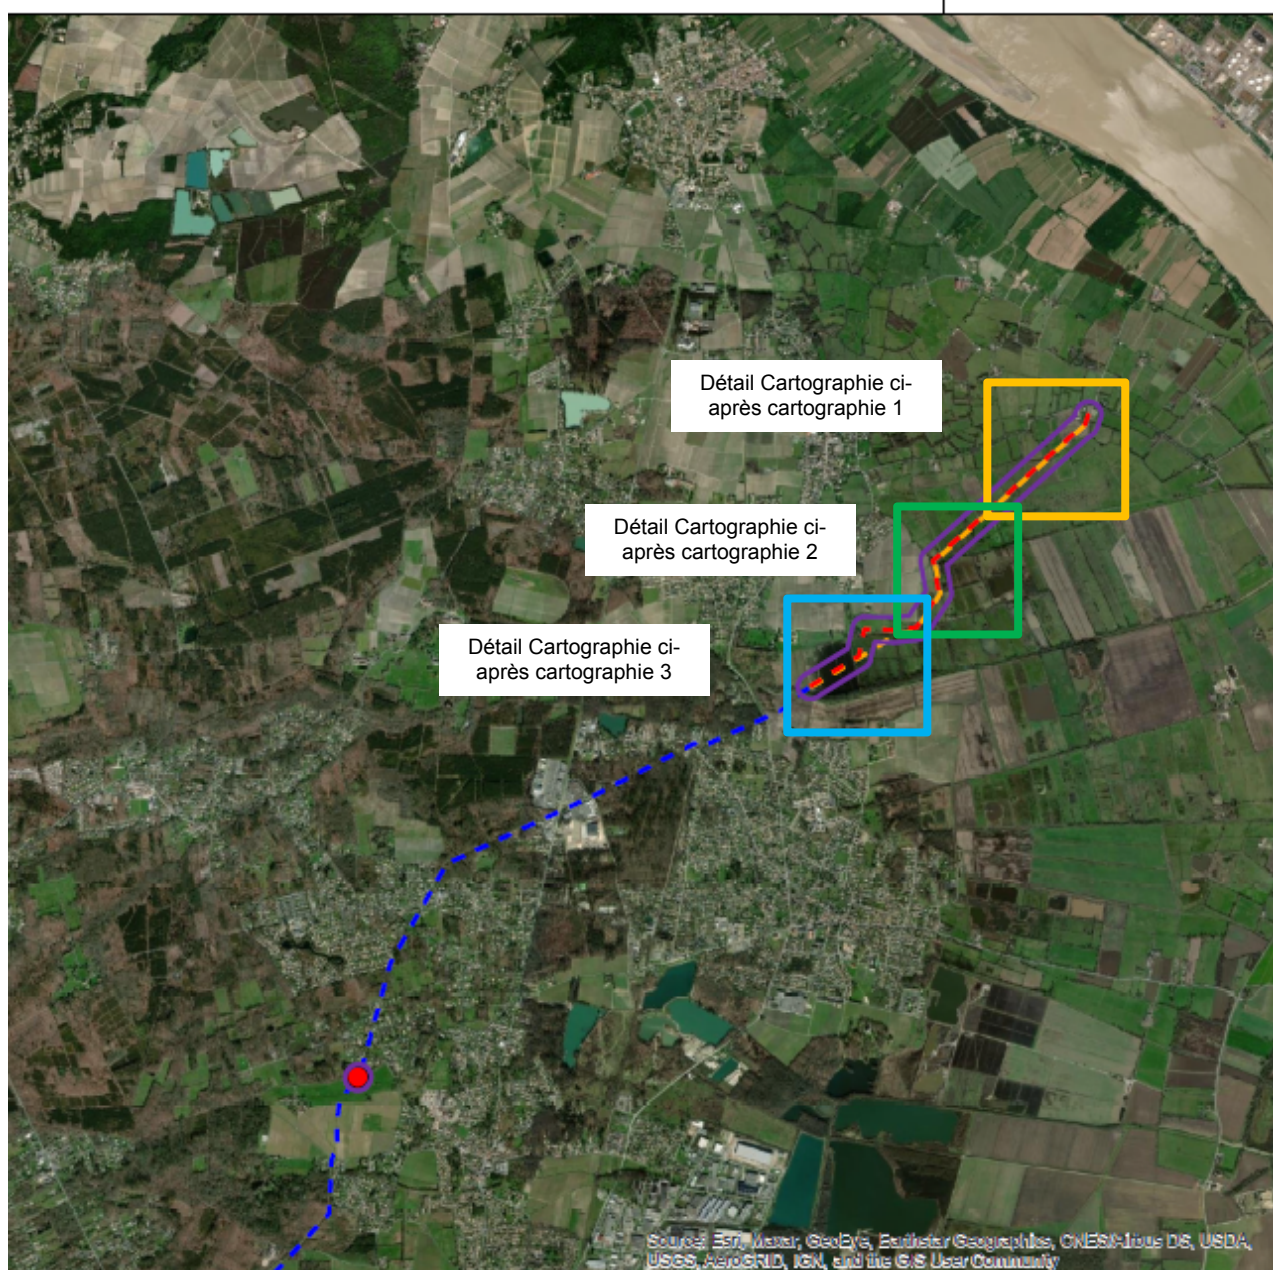 Détail Cartographie ci-
après cartographie 1
Détail Cartographie ci-
après cartographie 2
Détail Cartographie ci-
après cartographie 3
Source: Esri, Maxar, GeoEye, Earthstar Geographics, CNES/Airbus DS, USDA,
USGS, AeroGRID, IGN, and the GIS User Community